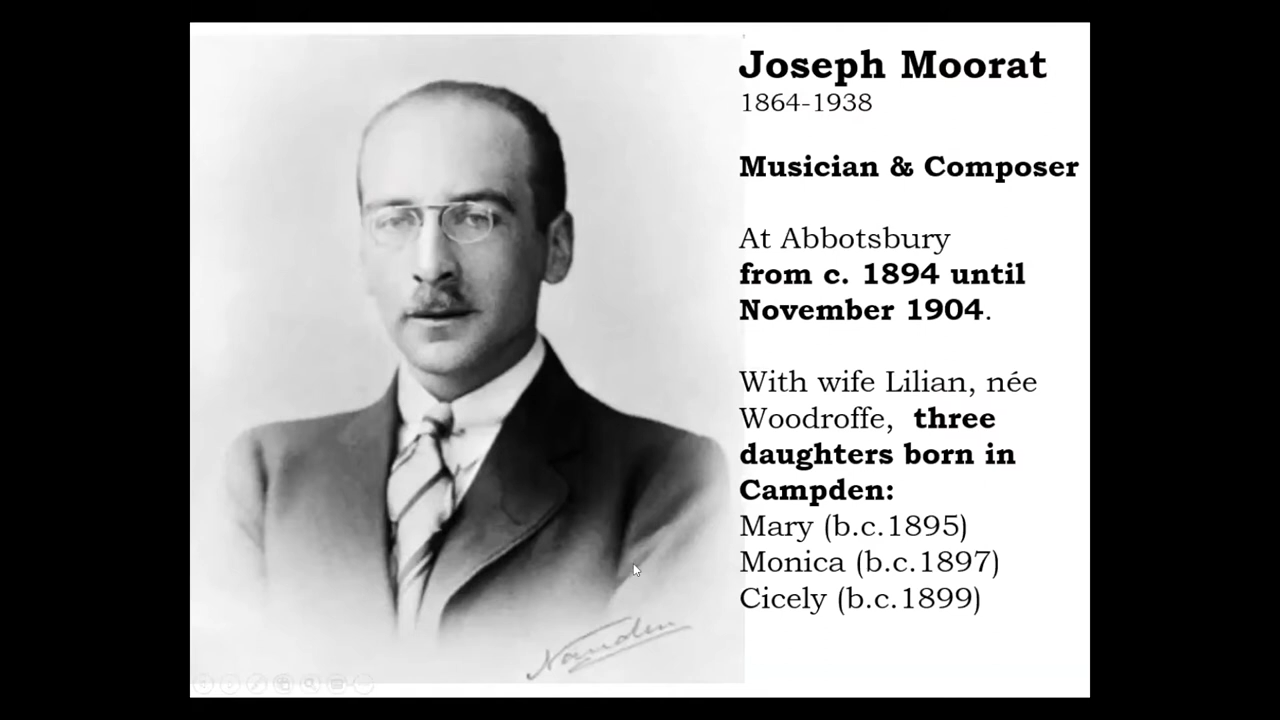 Joseph Moorat
1864-1938
Musician & Composer
At Abbotsbury
from c. 1894 until
November 1904.
With wife Lilian, née
Woodroffe, three
daughters born in
Campden:
Mary (b.c.1895)
Monica (b.c.1897)
Cicely (b.c.1899)